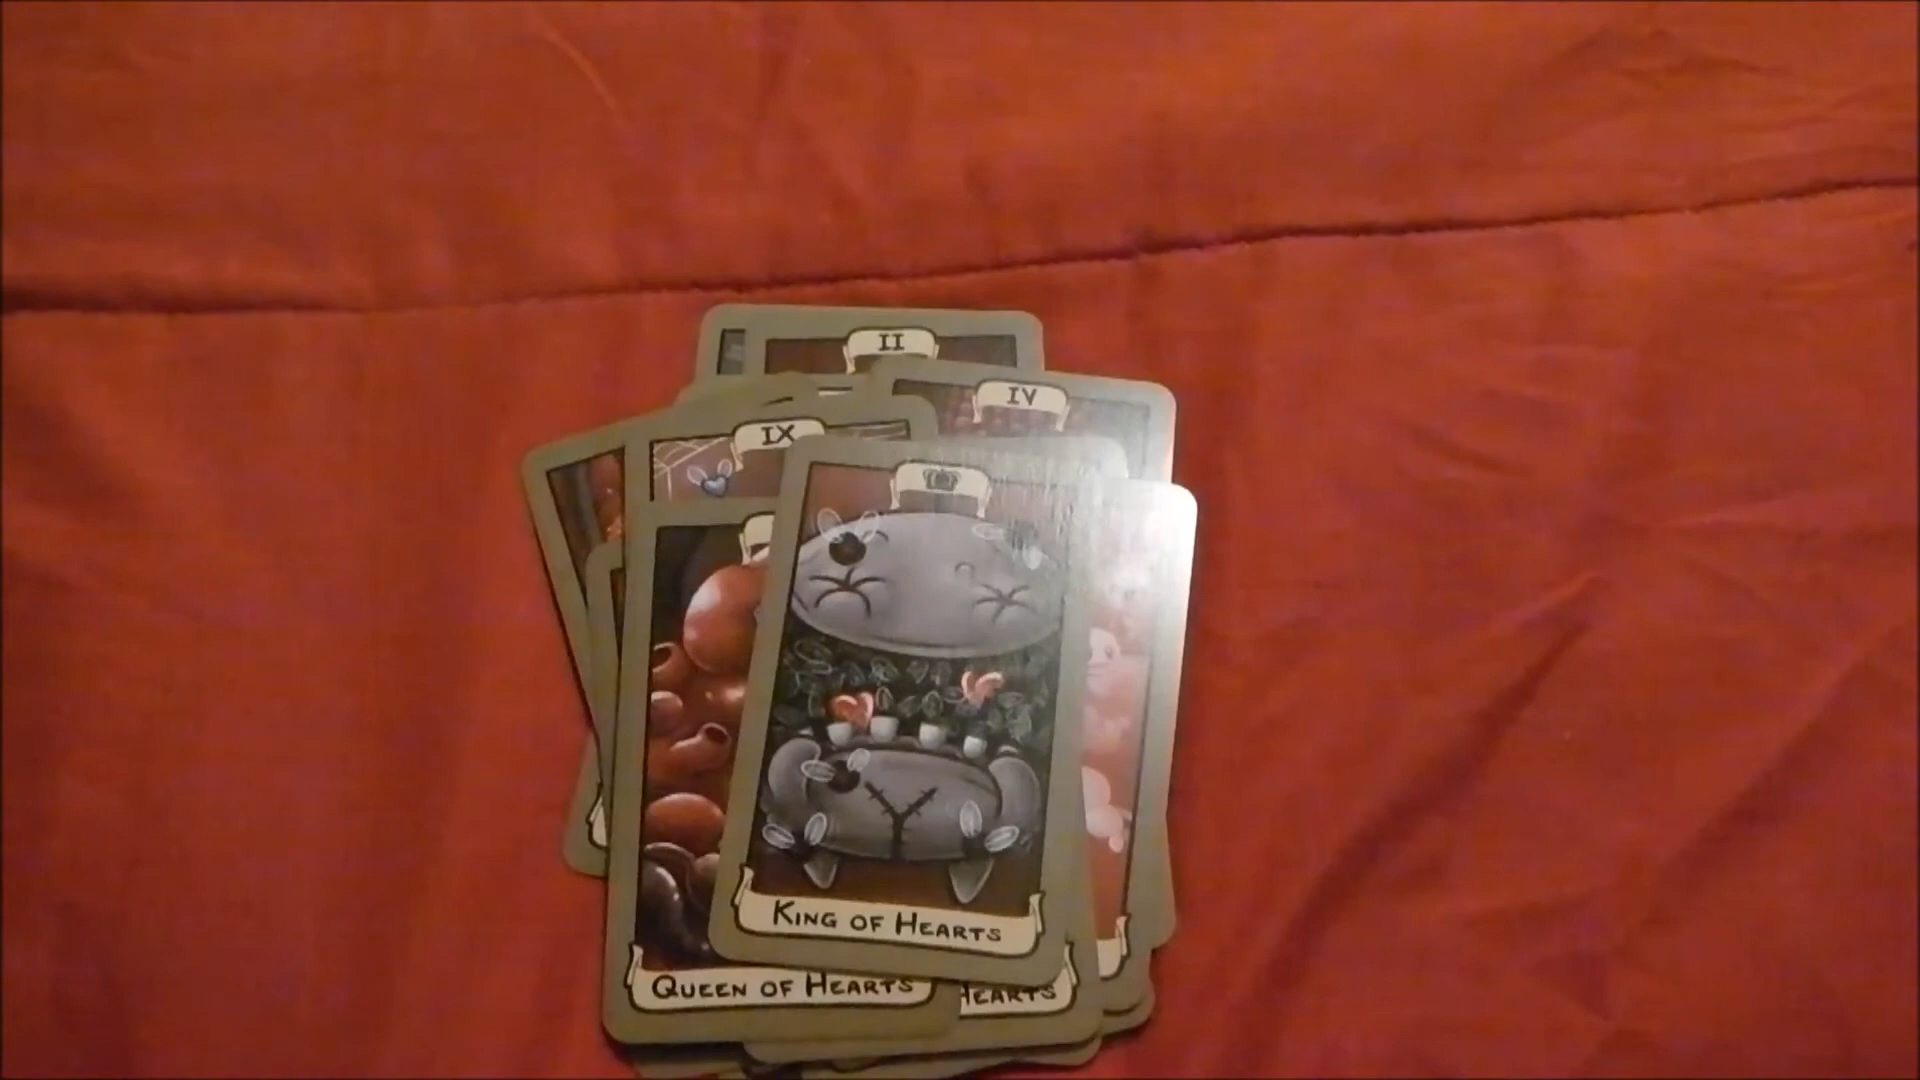 II
IV
IX
KING OF HEARTS
QUEEN OF HEARTS
HEARTS